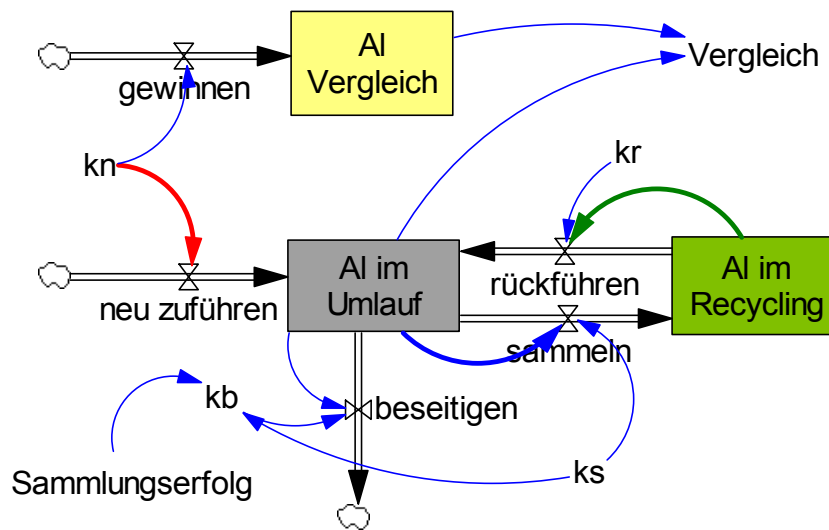 Al
Vergleich
Vergleich
gewinnen
kn
kr
Al im
Umlauf
rückführen
Al im
Recycling
neu zuführen
sammeln
kb
beseitigen
ks
Sammlungserfolg